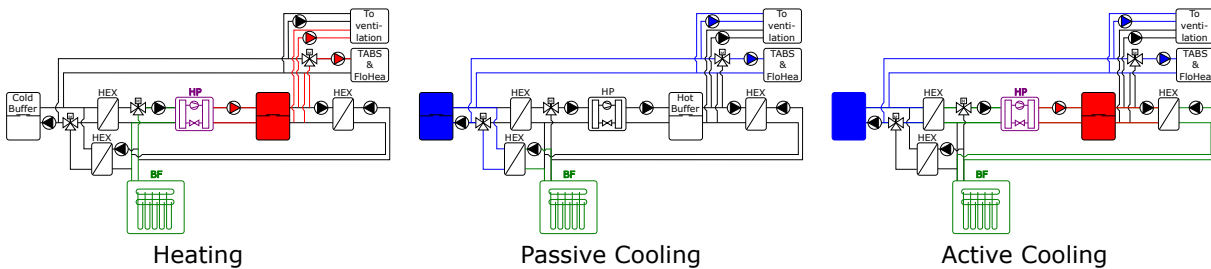 To
venti-
lation
TABS
&
FloHea
Cold
Buffer
HEX
HP
HEX
HEX
BF
Heating
To
venti-
lation
TABS
&
FloHea
HEX
HP
Hot
Buffer
HEX
HEX
BF
Passive Cooling
To
venti-
lation
TABS
&
FloHea
HEX
HP
HEX
HEX
BF
Active Cooling